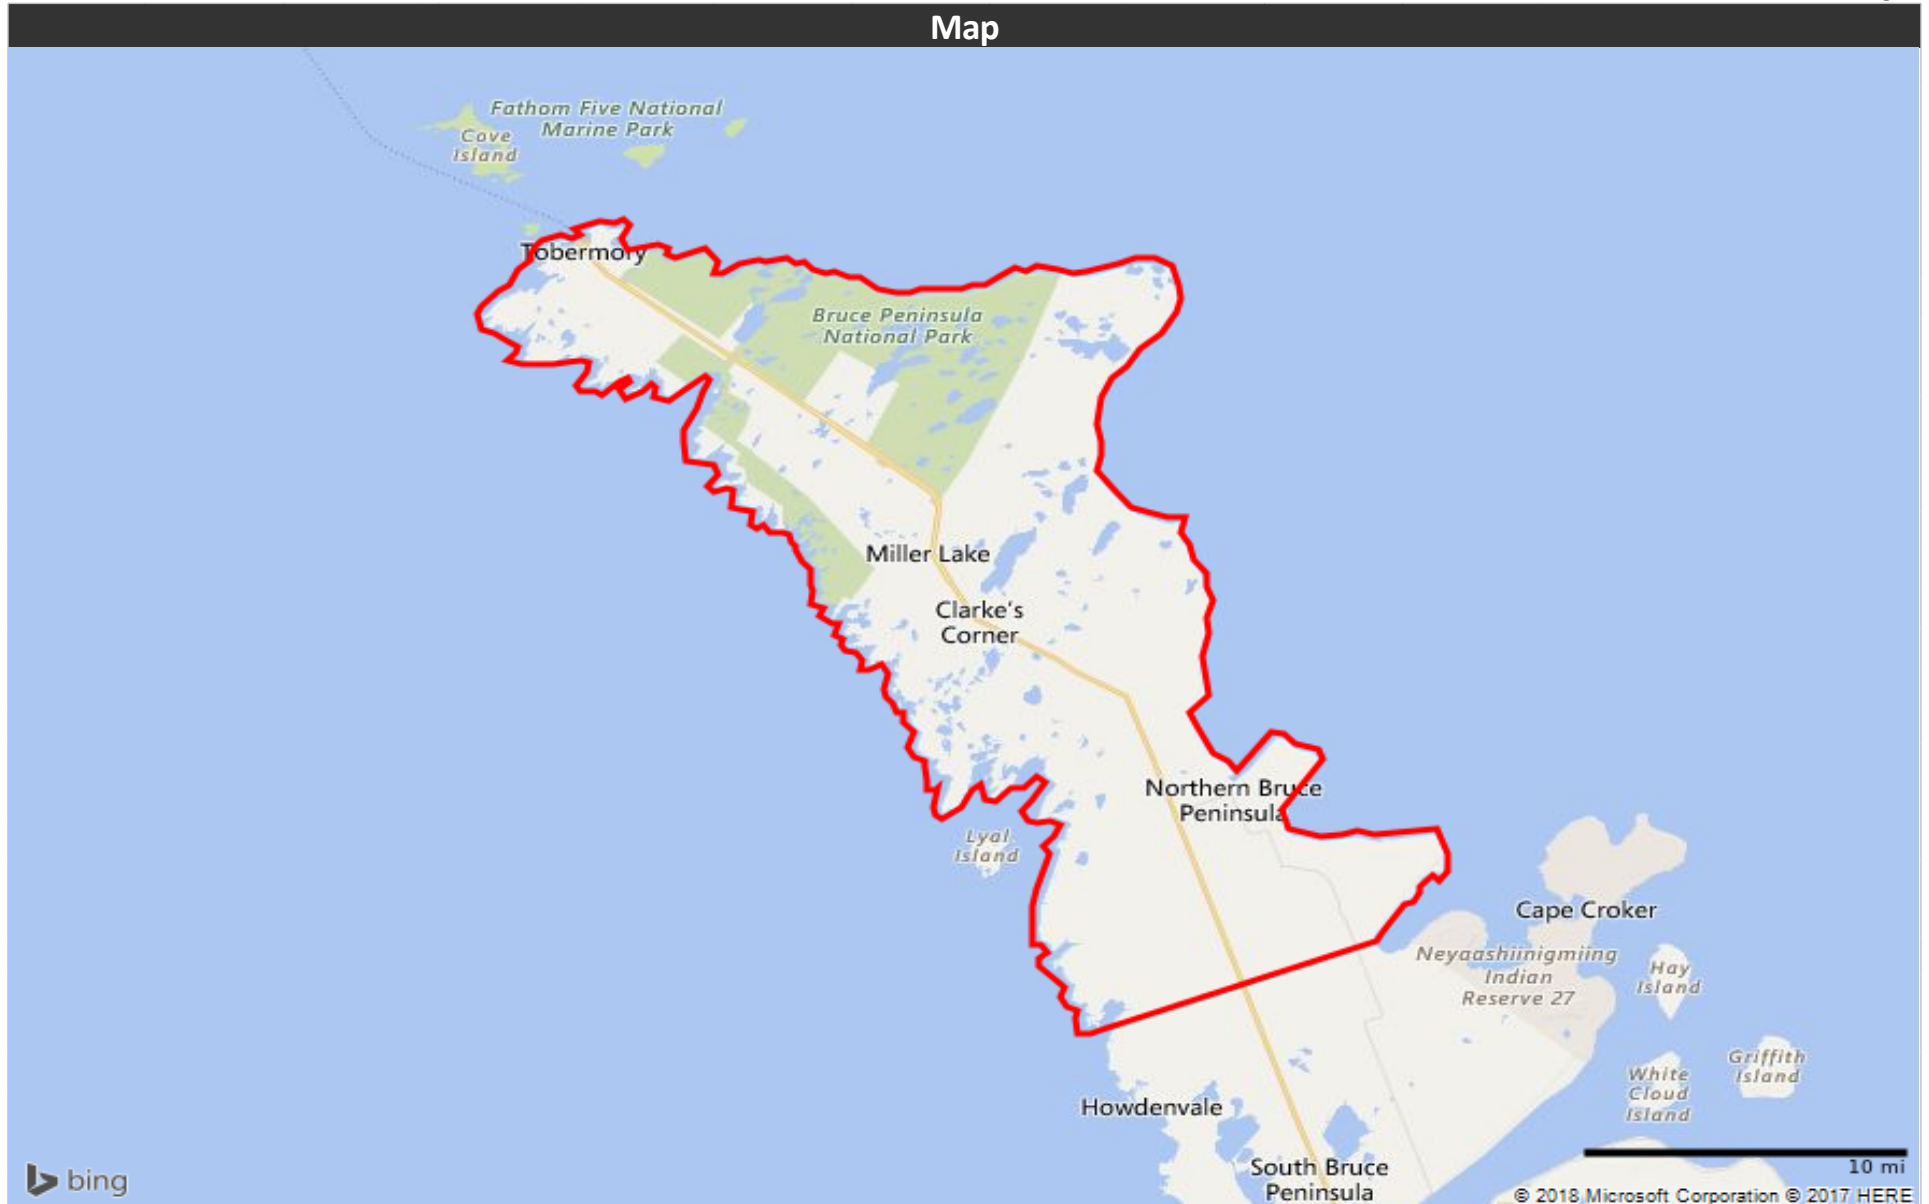 Map
Fathom Five National
Marine Park
Cove
Island
Tobermory
Bruce Peninsula
National Park
Miller Lake
Clarke's
Corner
Northern Bruce
Peninsula
Lyal
Island
Cape Croker
Neyaashiinigmiing
Indian
Reserve 27
Hay
Island
Griffith
Island
White
Cloud
Island
Howdenvale
South Bruce
Peninsula
10 mi
bing
© 2018 Microsoft Corporation © 2017 HERE